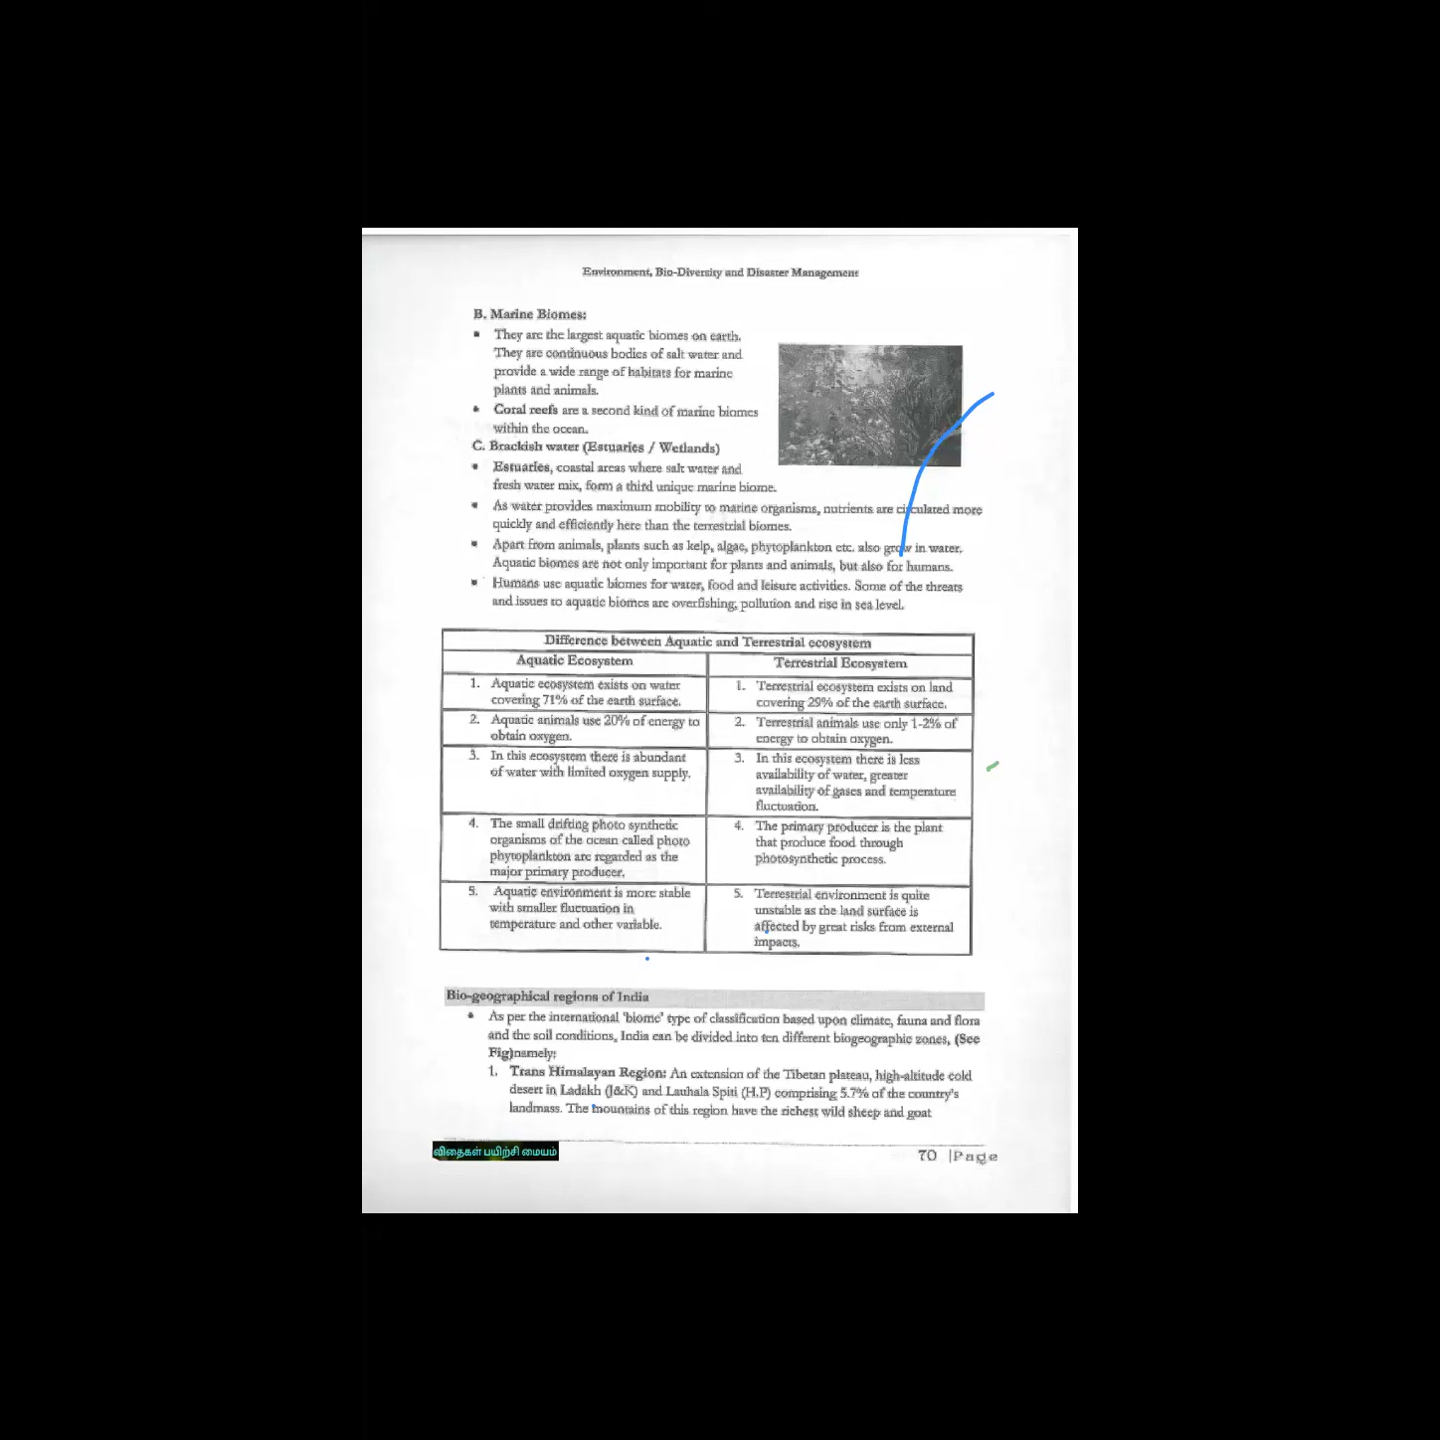 Environment, Bio-Diversity and Disaster Management
B. Marine Biomes:
▪ They are the largest aquatic biomes on earth.
They are continuous bodies of salt water and
provide a wide range of habitats for marine
plants and animals.
▪ Coral reefs are a second kind of marine biomes
within the ocean.
C. Brackish water (Estuaries / Wetlands)
▪ Estuaries, coastal areas where salt water and
fresh water mix, form a third unique marine biome.
▪ As water provides maximum mobility to marine organisms, nutrients are circulated more
quickly and efficiently here than the terrestrial biomes.
▪ Apart from animals, plants such as kelp, algae, phytoplankton etc. also grow in water.
Aquatic biomes are not only important for plants and animals, but also for humans.
▪ Humans use aquatic biomes for water, food and leisure activities. Some of the threats
and issues to aquatic biomes are overfishing, pollution and rise in sea level.
Difference between Aquatic and Terrestrial ecosystem
Aquatic Ecosystem
Terrestrial Ecosystem
1. Aquatic ecosystem exists on water
covering 71% of the earth surface.
1. Terrestrial ecosystem exists on land
covering 29% of the earth surface.
2. Aquatic animals use 20% of energy to
obtain oxygen.
2. Terrestrial animals use only 1-2% of
energy to obtain oxygen.
3. In this ecosystem there is abundant
of water with limited oxygen supply.
3. In this ecosystem there is less
availability of water, greater
availability of gases and temperature
fluctuation.
4. The small drifting photo synthetic
organisms of the ocean called photo
phytoplankton are regarded as the
major primary producer.
4. The primary producer is the plant
that produce food through
photosynthetic process.
5. Aquatic environment is more stable
with smaller fluctuation in
temperature and other variable.
5. Terrestrial environment is quite
unstable as the land surface is
affected by great risks from external
impacts.
Bio-geographical regions of India
▪ As per the international 'biome' type of classification based upon climate, fauna and flora
and the soil conditions, India can be divided into ten different biogeographic zones, (See
Fig)namely;
1. Trans Himalayan Region: An extension of the Tibetan plateau, high-altitude cold
desert in Ladakh (J&K) and Lauhala Spiti (H.P) comprising 5.7% of the country's
landmass. The mountains of this region have the richest wild sheep and goat
விதைகள் பயிற்சி மையம்
70 |Page